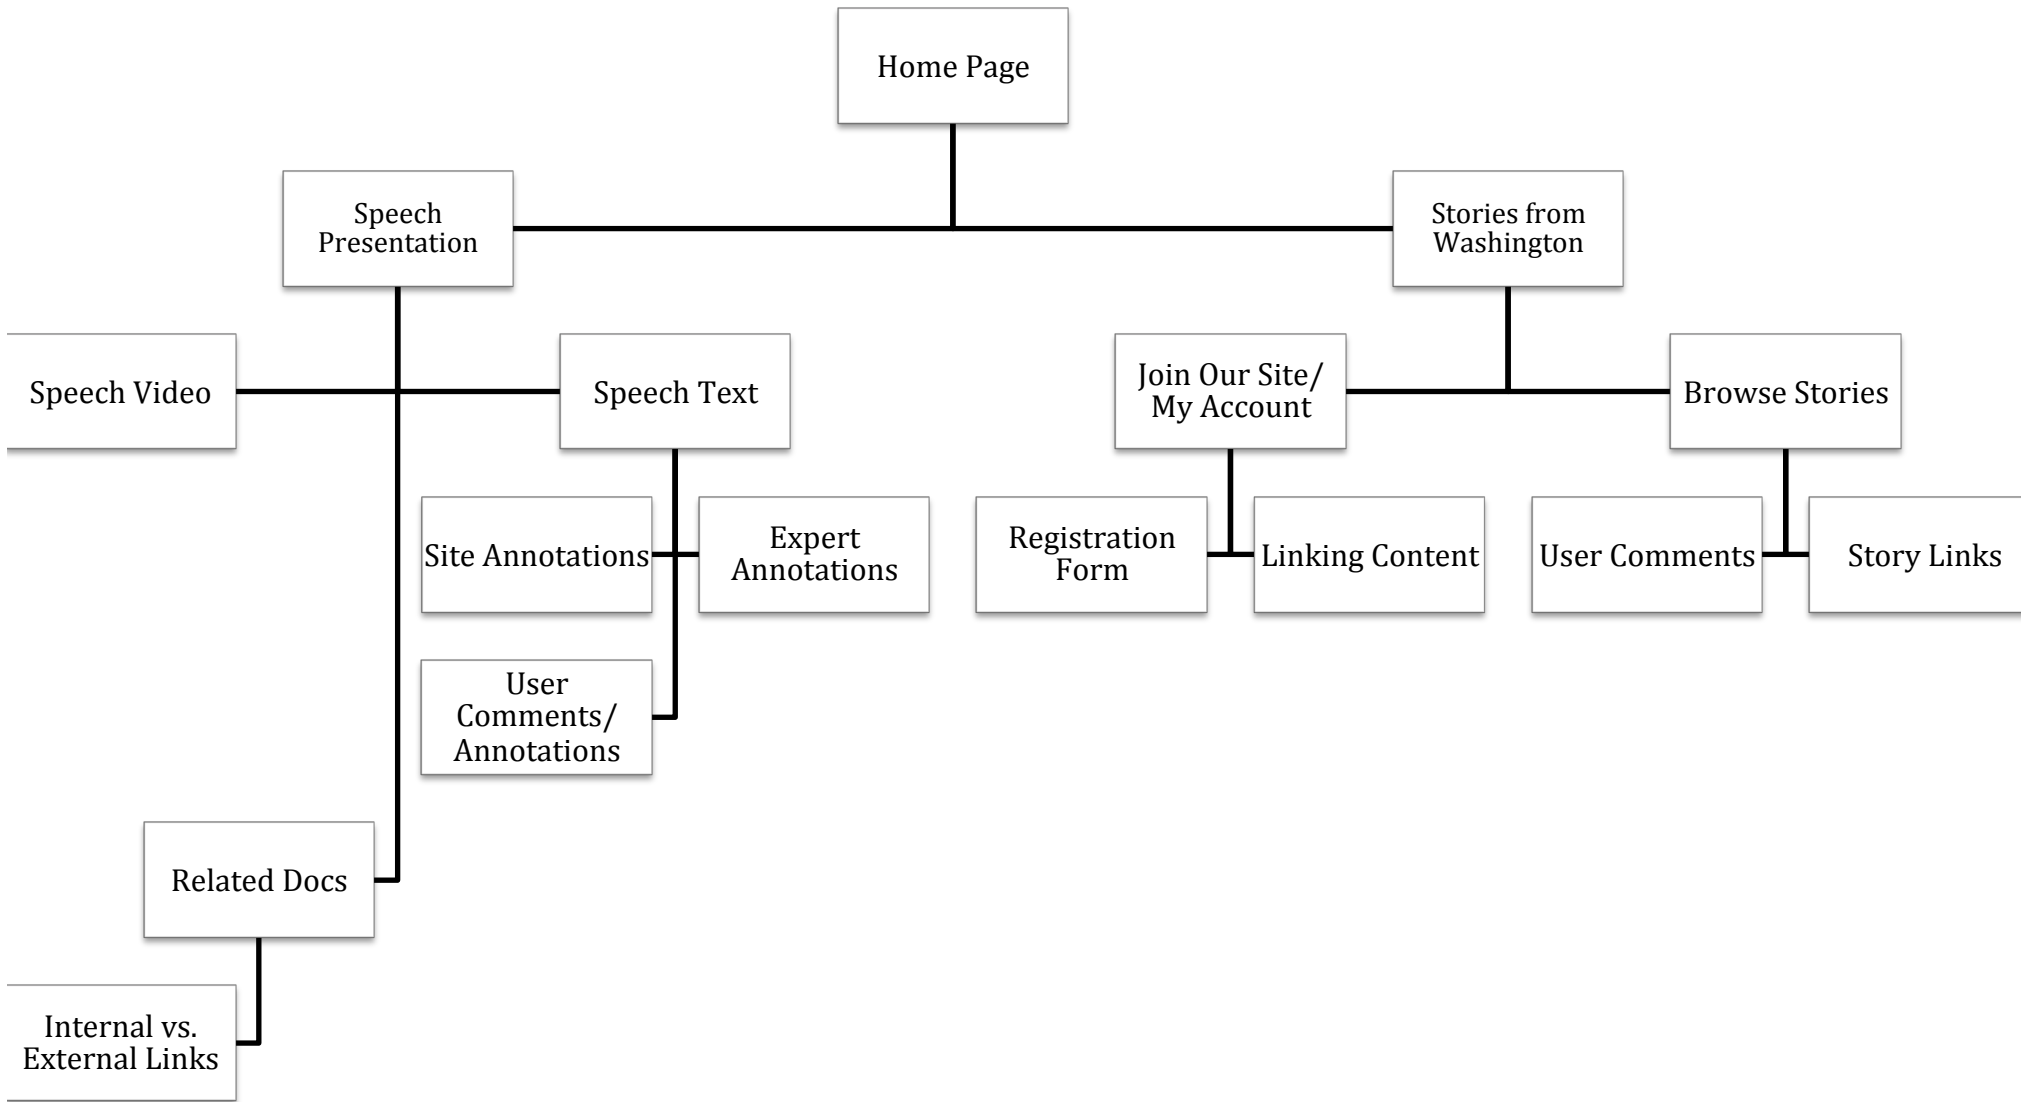 Home Page
Speech
Presentation
Stories from
Washington
Speech Video
Speech Text
Join Our Site/
My Account
Browse Stories
Site Annotations
Expert
Annotations
Registration
Form
Linking Content
User Comments
Story Links
User
Comments/
Annotations
Related Docs
Internal vs.
External Links